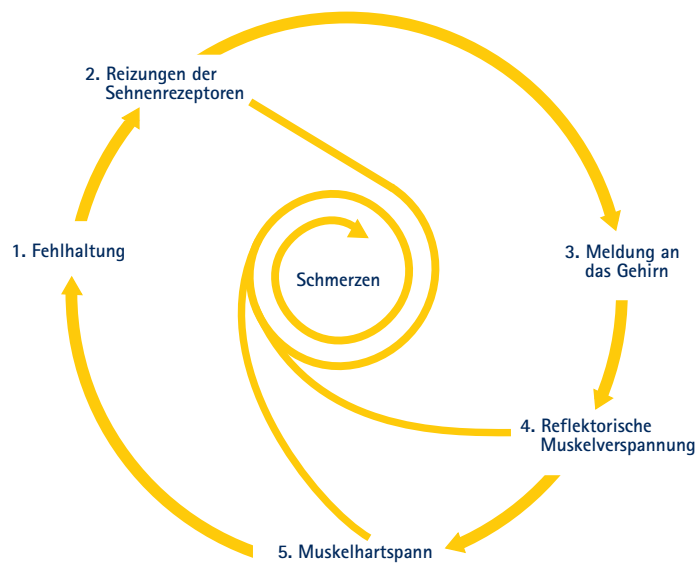 1. Fehlhaltung
2. Reizungen der
Sehnenrezeptoren
3. Meldung an
das Gehirn
4. Reflektorische
Muskelverspannung
5. Muskelhartspann
Schmerzen